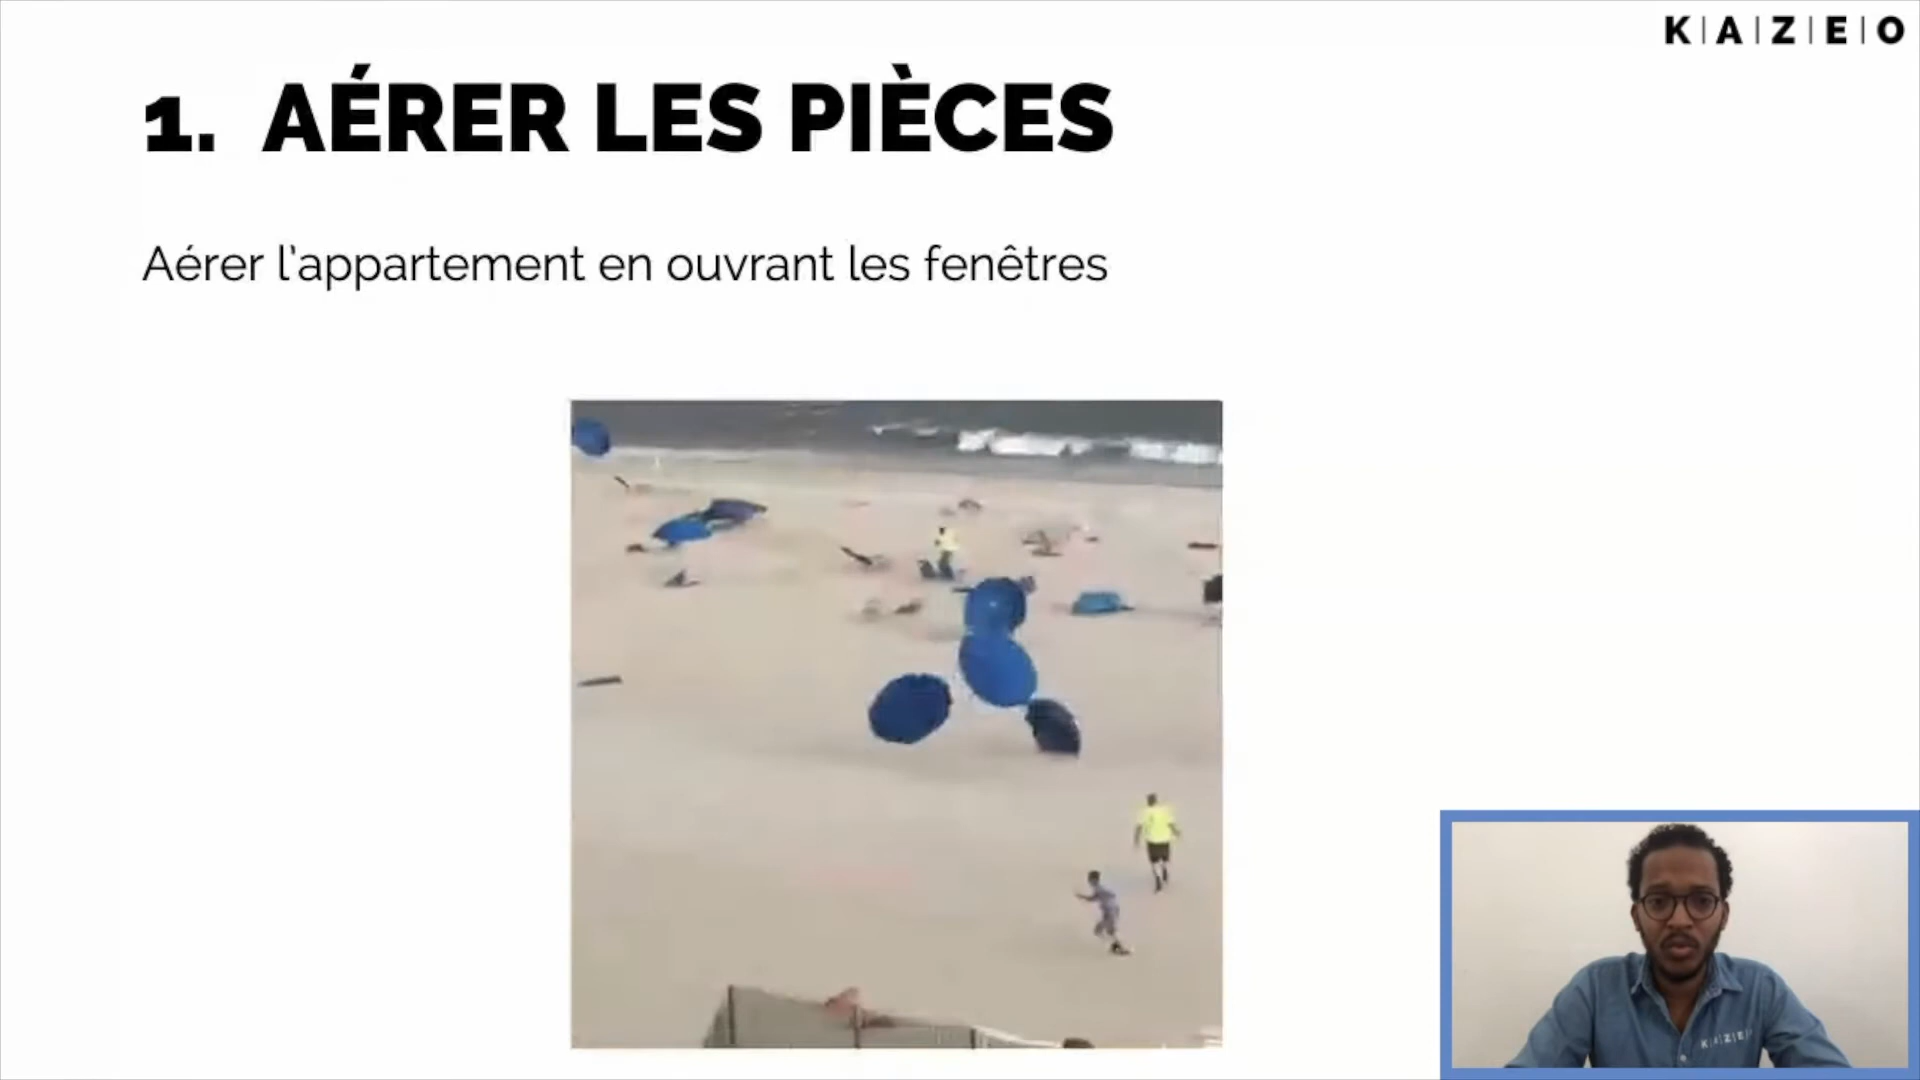 K|A|Z|E|O
1. AÉRER LES PIÈCES
Aérer l'appartement en ouvrant les fenêtres
K|A|Z|E|